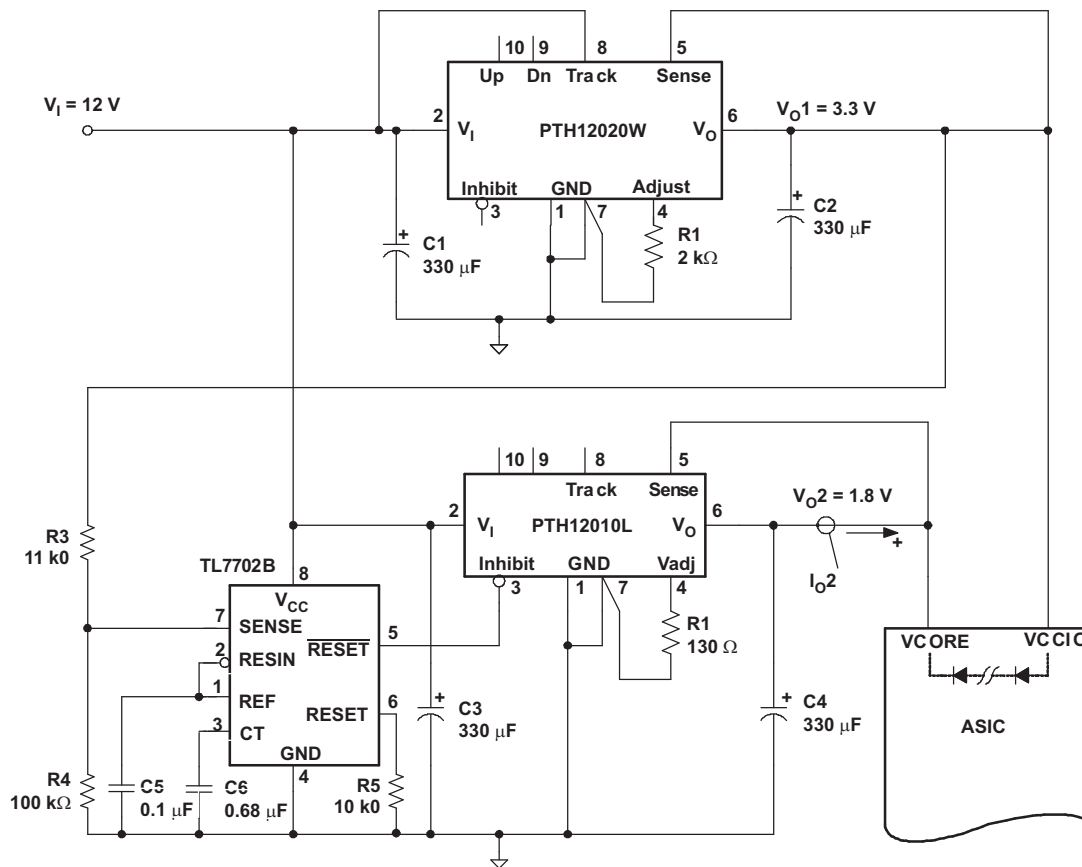 10 9 8 5
Up Dn Track Sense
V_I = 12 V
2 V_I PTH12020W V_O 6
V_O1 = 3.3 V
Inhibit GND Adjust
3 1 7 4
+ C1
330 µF
R1
2 kΩ
+ C2
330 µF
10 9 8 5
Track Sense
2 V_I PTH12010L V_O 6
V_O2 = 1.8 V
+
I_O2
Inhibit GND Vadj
3 1 7 4
R1
130 Ω
R3
11 k0
TL7702B
8
V_CC
7 SENSE
2 RESIN
1 REF
3 CT
RESET 5
RESET 6
GND
4
+ C3
330 µF
+ C4
330 µF
R4
100 kΩ
C5
0.1 µF
C6
0.68 µF
R5
10 k0
VCORE VCCIO
ASIC